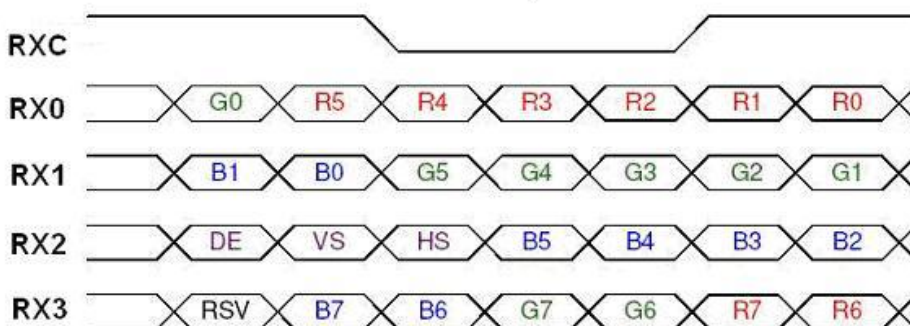 RXC
RX0 G0 R5 R4 R3 R2 R1 R0
RX1 B1 B0 G5 G4 G3 G2 G1
RX2 DE VS HS B5 B4 B3 B2
RX3 RSV B7 B6 G7 G6 R7 R6